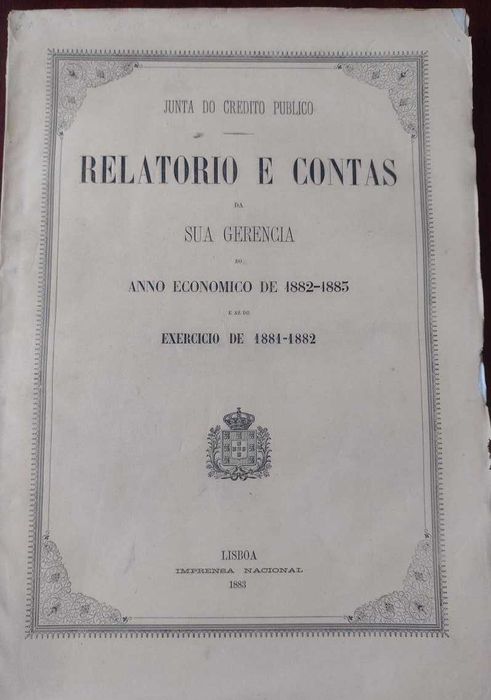 JUNTA DO CREDITO PUBLICO
RELATORIO E CONTAS
DA
SUA GERENCIA
NO
ANNO ECONOMICO DE 1882-1883
E NA DO
EXERCICIO DE 1881-1882
LISBOA
IMPRENSA NACIONAL
1883